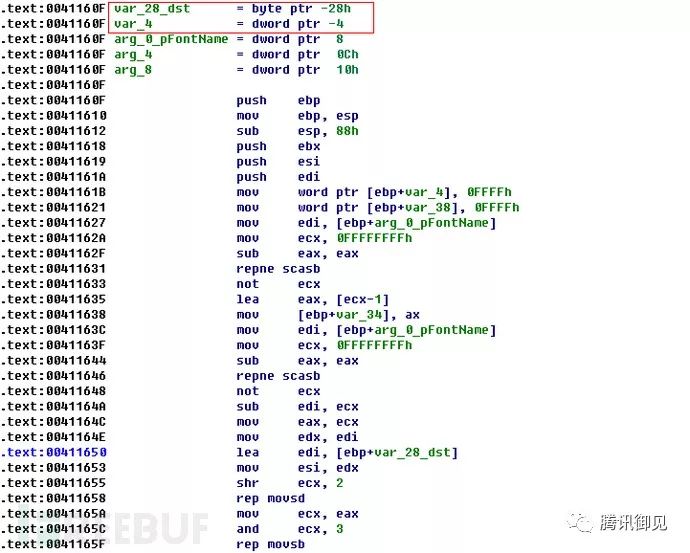 .text:0041160F var_28_dst = byte ptr -28h
.text:0041160F var_4 = dword ptr -4
.text:0041160F arg_0_pFontName = dword ptr 8
.text:0041160F arg_4 = dword ptr 0Ch
.text:0041160F arg_8 = dword ptr 10h
.text:0041160F
.text:0041160F push ebp
.text:00411610 mov ebp, esp
.text:00411612 sub esp, 88h
.text:00411618 push ebx
.text:00411619 push esi
.text:0041161A push edi
.text:0041161B mov word ptr [ebp+var_4], 0FFFFh
.text:00411621 mov word ptr [ebp+var_38], 0FFFFh
.text:00411627 mov edi, [ebp+arg_0_pFontName]
.text:0041162A mov ecx, 0FFFFFFFFh
.text:0041162F sub eax, eax
.text:00411631 repne scasb
.text:00411633 not ecx
.text:00411635 lea eax, [ecx-1]
.text:00411638 mov [ebp+var_34], ax
.text:0041163C mov edi, [ebp+arg_0_pFontName]
.text:0041163F mov ecx, 0FFFFFFFFh
.text:00411644 sub eax, eax
.text:00411646 repne scasb
.text:00411648 not ecx
.text:0041164A sub edi, ecx
.text:0041164C mov eax, ecx
.text:0041164E mov edx, edi
.text:00411650 lea edi, [ebp+var_28_dst]
.text:00411653 mov esi, edx
.text:00411655 shr ecx, 2
.text:00411658 rep movsd
.text:0041165A mov ecx, eax
.text:0041165C and ecx, 3
.text:0041165F rep movsb
腾讯御见